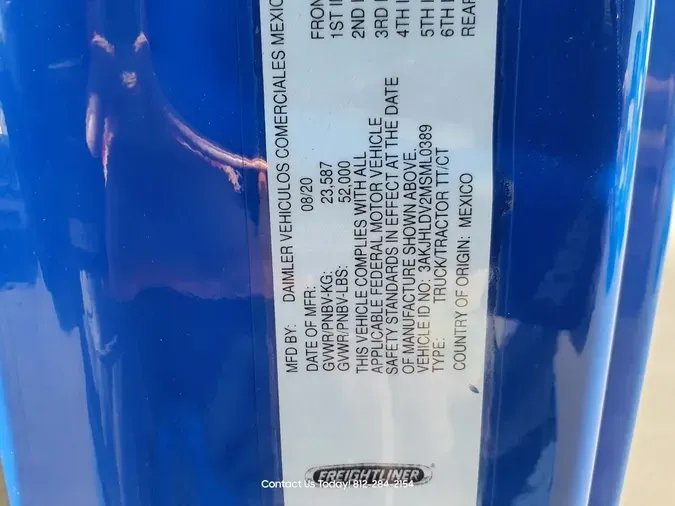 MFD BY: DAIMLER VEHICULOS COMERCIALES MEXICO
DATE OF MFR: 08/20
GVWR/PNBV-KG: 23,587
GVWR/PNBV-LBS: 52,000
THIS VEHICLE COMPLIES WITH ALL
APPLICABLE FEDERAL MOTOR VEHICLE
SAFETY STANDARDS IN EFFECT AT THE DATE
OF MANUFACTURE SHOWN ABOVE.
VEHICLE ID NO: 3AKJHLDV2MSML0389
TYPE: TRUCK/TRACTOR TT/CT
COUNTRY OF ORIGIN: MEXICO
FRON
1ST I
2ND I
3RD I
4TH I
5TH I
6TH I
REAR
FREIGHTLINER
Contact Us Today! 812-284-2154